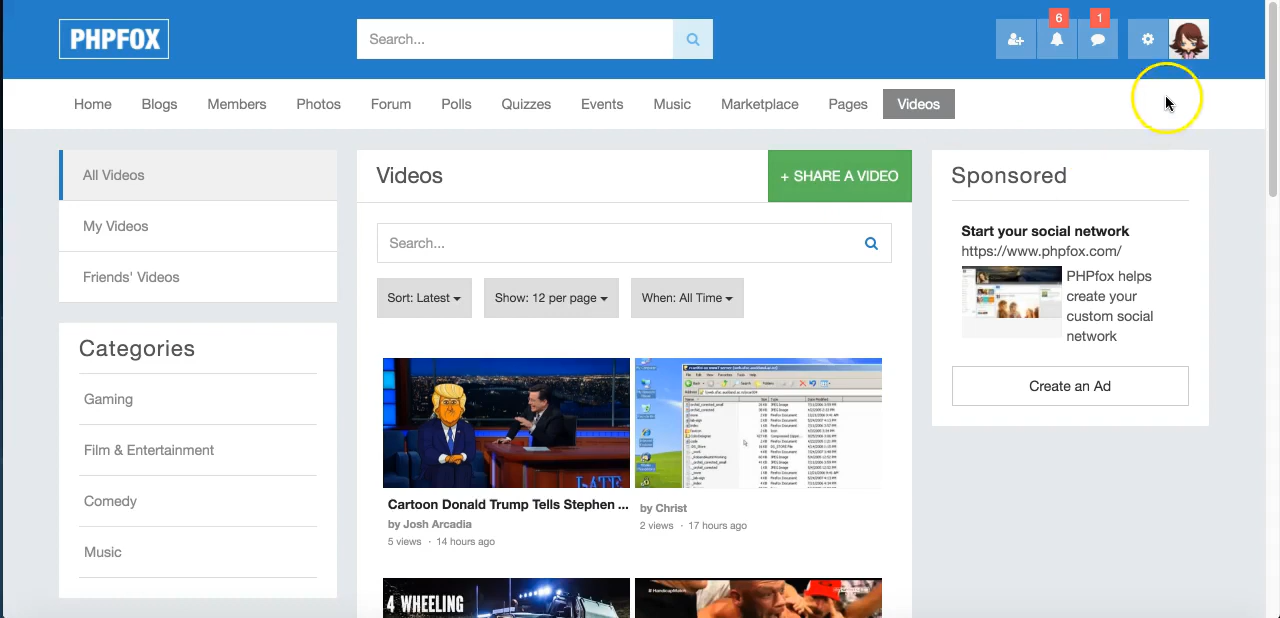 PHPFOX
Search...
6
1
Home Blogs Members Photos Forum Polls Quizzes Events Music Marketplace Pages Videos
All Videos
My Videos
Friends' Videos
Categories
Gaming
Film & Entertainment
Comedy
Music
Videos
+ SHARE A VIDEO
Search...
Sort: Latest Show: 12 per page When: All Time
LATE
Cartoon Donald Trump Tells Stephen ...
by Josh Arcadia
5 views · 14 hours ago
by Christ
2 views · 17 hours ago
4 WHEELING
Sponsored
Start your social network
https://www.phpfox.com/
PHPfox helps
create your
custom social
network
Create an Ad